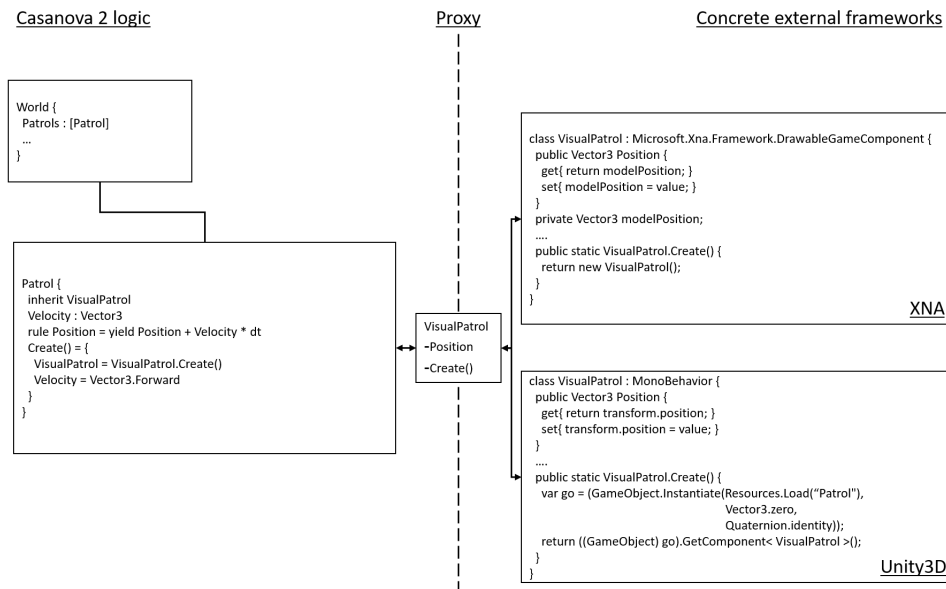 Casanova 2 logic
Proxy
Concrete external frameworks
World {
Patrols : [Patrol]
...
}
Patrol {
inherit VisualPatrol
Velocity : Vector3
rule Position = yield Position + Velocity * dt
Create() = {
VisualPatrol = VisualPatrol.Create()
Velocity = Vector3.Forward
}
}
VisualPatrol
-Position
-Create()
class VisualPatrol : Microsoft.Xna.Framework.DrawableGameComponent {
public Vector3 Position {
get{ return modelPosition; }
set{ modelPosition = value; }
}
private Vector3 modelPosition;
....
public static VisualPatrol.Create() {
return new VisualPatrol();
}
}
XNA
class VisualPatrol : MonoBehavior {
public Vector3 Position {
get{ return transform.position; }
set{ transform.position = value; }
}
....
public static VisualPatrol.Create() {
var go = (GameObject.Instantiate(Resources.Load(“Patrol"),
Vector3.zero,
Quaternion.identity));
return ((GameObject) go).GetComponent< VisualPatrol >();
}
}
Unity3D